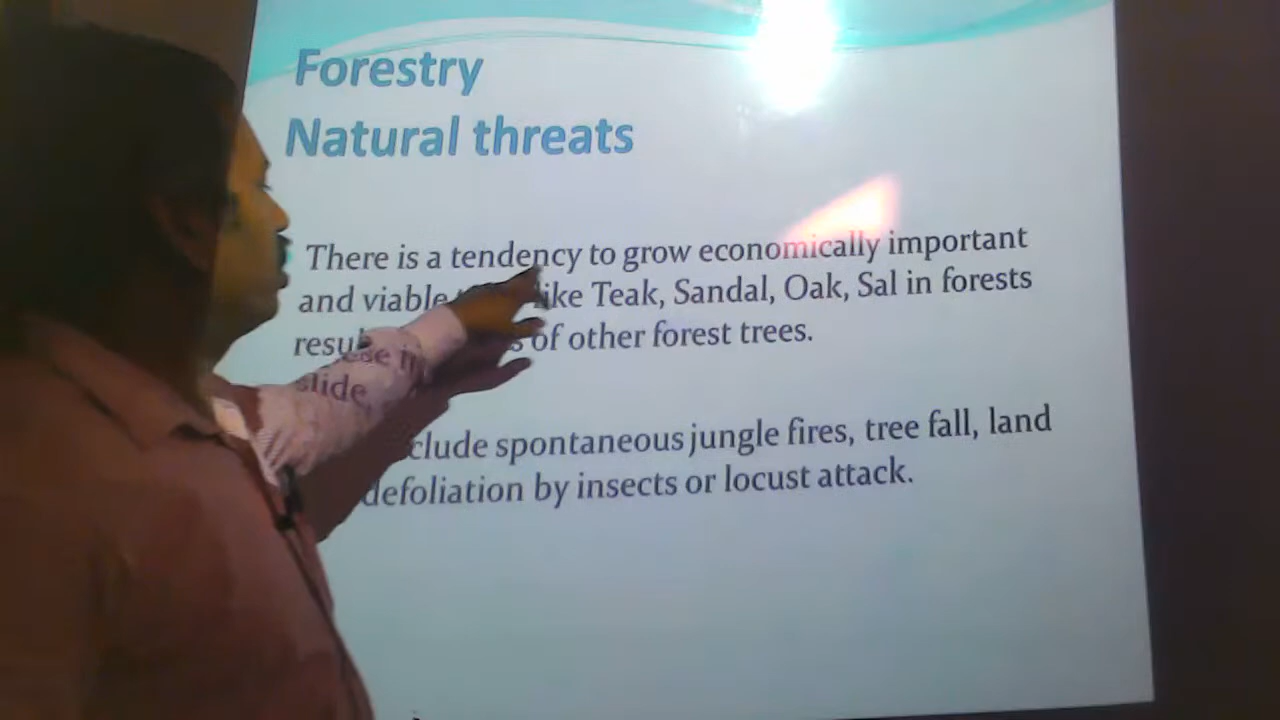 Forestry
Natural threats
There is a tendency to grow economically important
and viable like Teak, Sandal, Oak, Sal in forests
of other forest trees.
slide
spontaneous jungle fires, tree fall, land
defoliation by insects or locust attack.